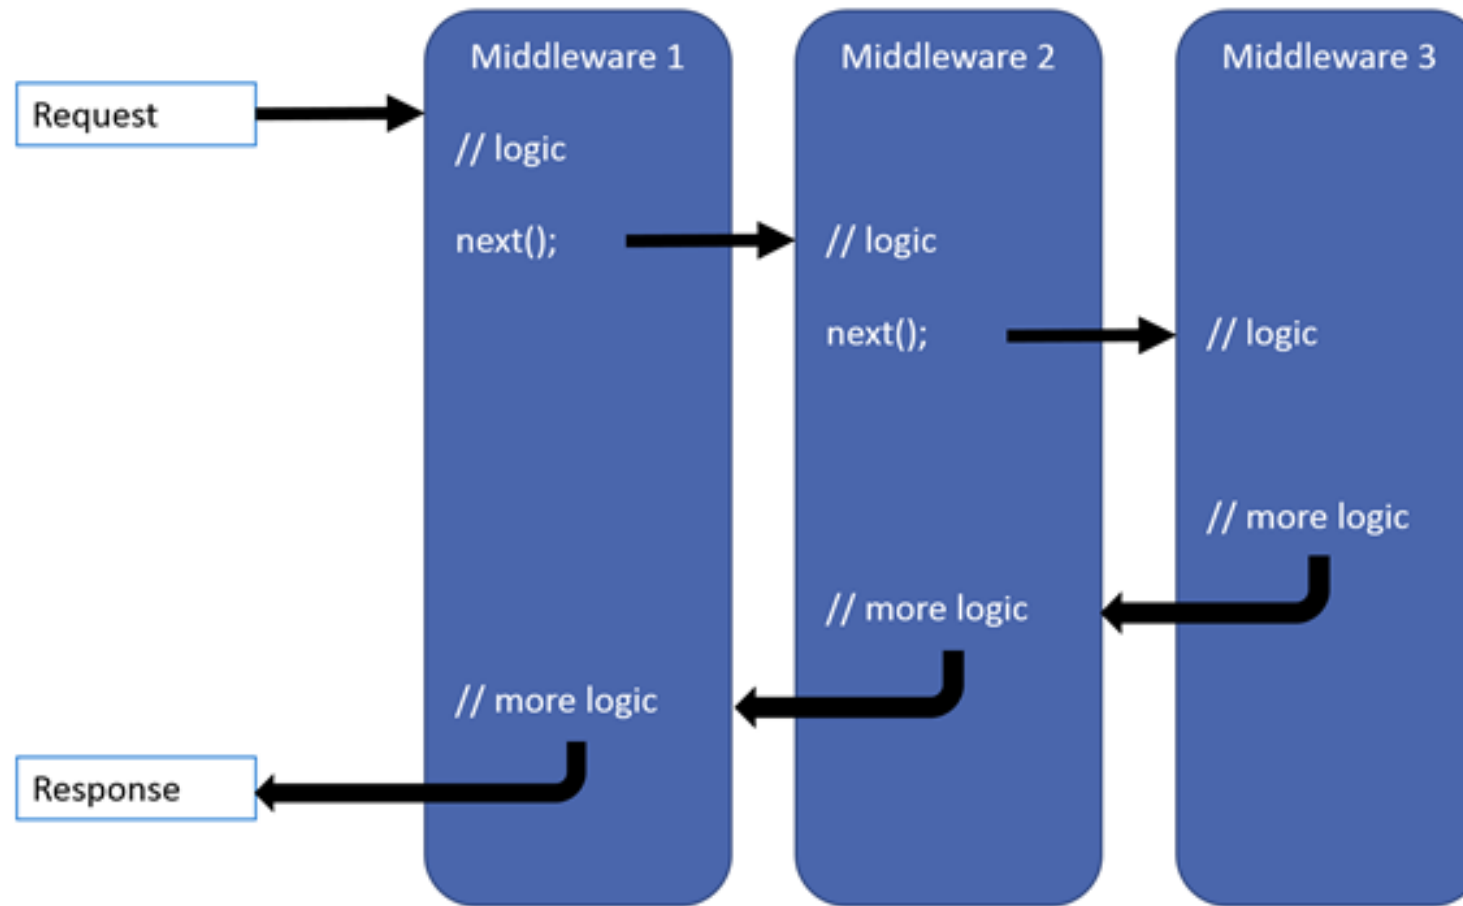 Middleware 1
Middleware 2
Middleware 3
Request
// logic
next();
// logic
next();
// logic
// more logic
// more logic
// more logic
Response